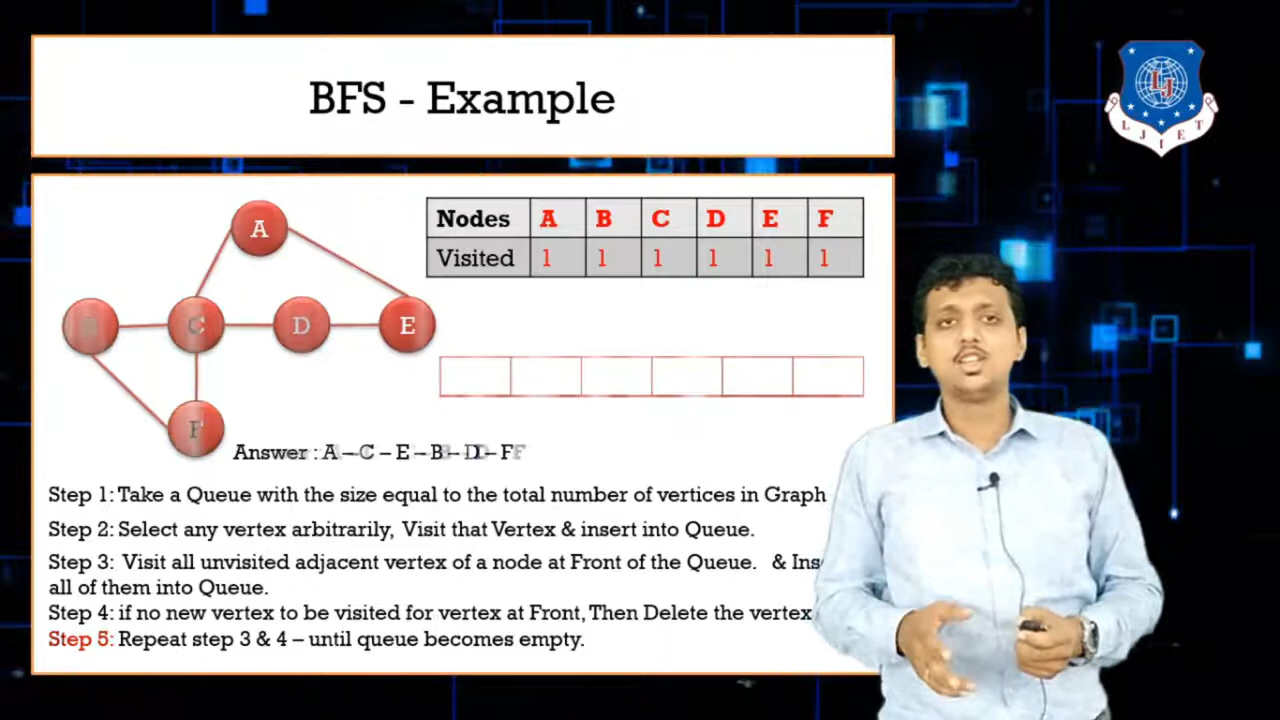 BFS - Example
L J I E T
LJ
A
C D E
F
Nodes A B C D E F
Visited 1 1 1 1 1 1
Answer : A – C – E – B – D – F
Step 1: Take a Queue with the size equal to the total number of vertices in Graph
Step 2: Select any vertex arbitrarily, Visit that Vertex & insert into Queue.
Step 3: Visit all unvisited adjacent vertex of a node at Front of the Queue. & Ins
all of them into Queue.
Step 4: if no new vertex to be visited for vertex at Front, Then Delete the vertex
Step 5: Repeat step 3 & 4 – until queue becomes empty.